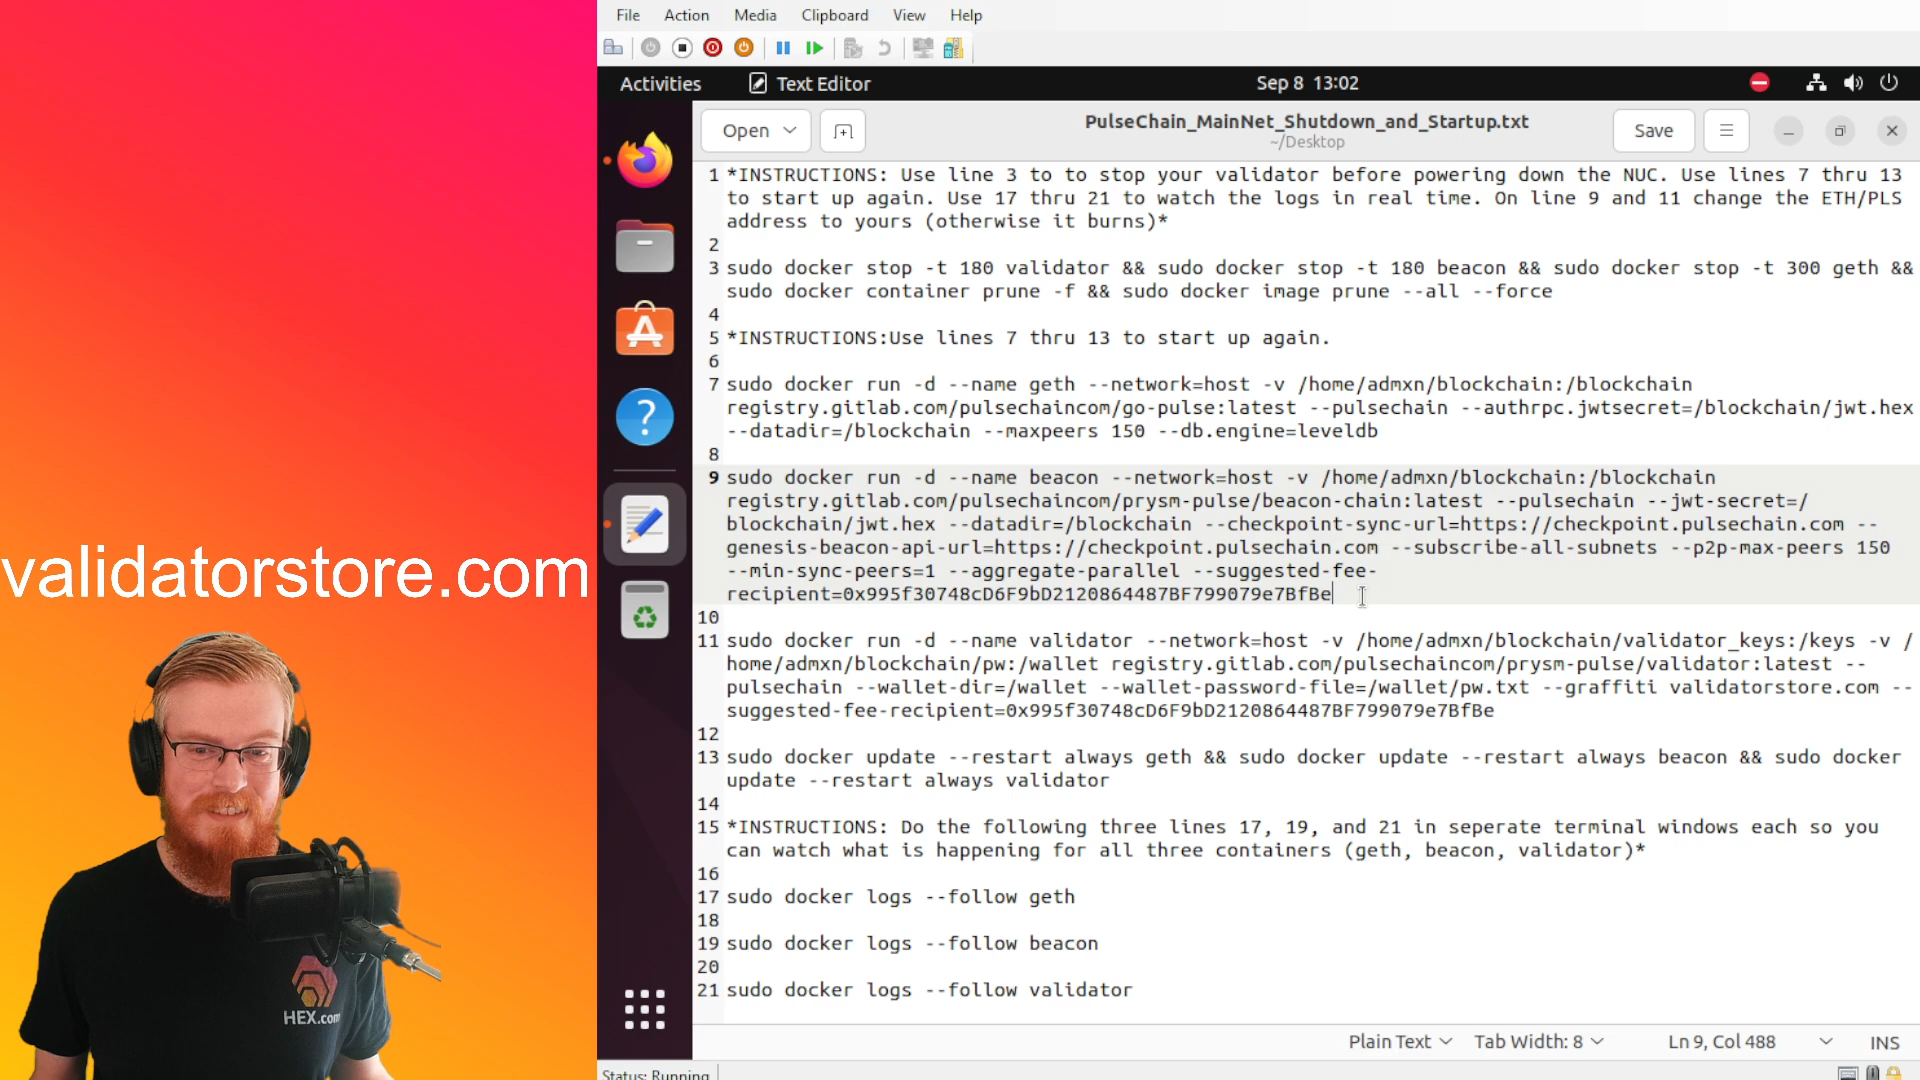 File Action Media Clipboard View Help
Activities Text Editor Sep 8 13:02
Open PulseChain_MainNet_Shutdown_and_Startup.txt Save
~/Desktop
1 *INSTRUCTIONS: Use line 3 to to stop your validator before powering down the NUC. Use lines 7 thru 13
to start up again. Use 17 thru 21 to watch the logs in real time. On line 9 and 11 change the ETH/PLS
address to yours (otherwise it burns)*
2
3 sudo docker stop -t 180 validator && sudo docker stop -t 180 beacon && sudo docker stop -t 300 geth &&
sudo docker container prune -f && sudo docker image prune --all --force
4
5 *INSTRUCTIONS:Use lines 7 thru 13 to start up again.
6
7 sudo docker run -d --name geth --network=host -v /home/admxn/blockchain:/blockchain
registry.gitlab.com/pulsechaincom/go-pulse:latest --pulsechain --authrpc.jwtsecret=/blockchain/jwt.hex
--datadir=/blockchain --maxpeers 150 --db.engine=leveldb
8
9 sudo docker run -d --name beacon --network=host -v /home/admxn/blockchain:/blockchain
registry.gitlab.com/pulsechaincom/prysm-pulse/beacon-chain:latest --pulsechain --jwt-secret=/
blockchain/jwt.hex --datadir=/blockchain --checkpoint-sync-url=https://checkpoint.pulsechain.com --
genesis-beacon-api-url=https://checkpoint.pulsechain.com --subscribe-all-subnets --p2p-max-peers 150
--min-sync-peers=1 --aggregate-parallel --suggested-fee-
recipient=0x995f30748cD6F9bD2120864487BF799079e7BfBe
10
11 sudo docker run -d --name validator --network=host -v /home/admxn/blockchain/validator_keys:/keys -v /
home/admxn/blockchain/pw:/wallet registry.gitlab.com/pulsechaincom/prysm-pulse/validator:latest --
pulsechain --wallet-dir=/wallet --wallet-password-file=/wallet/pw.txt --graffiti validatorstore.com --
suggested-fee-recipient=0x995f30748cD6F9bD2120864487BF799079e7BfBe
12
13 sudo docker update --restart always geth && sudo docker update --restart always beacon && sudo docker
update --restart always validator
14
15 *INSTRUCTIONS: Do the following three lines 17, 19, and 21 in seperate terminal windows each so you
can watch what is happening for all three containers (geth, beacon, validator)*
16
17 sudo docker logs --follow geth
18
19 sudo docker logs --follow beacon
20
21 sudo docker logs --follow validator
Plain Text Tab Width: 8 Ln 9, Col 488 INS
Status: Running
validatorstore.com
HEX.com